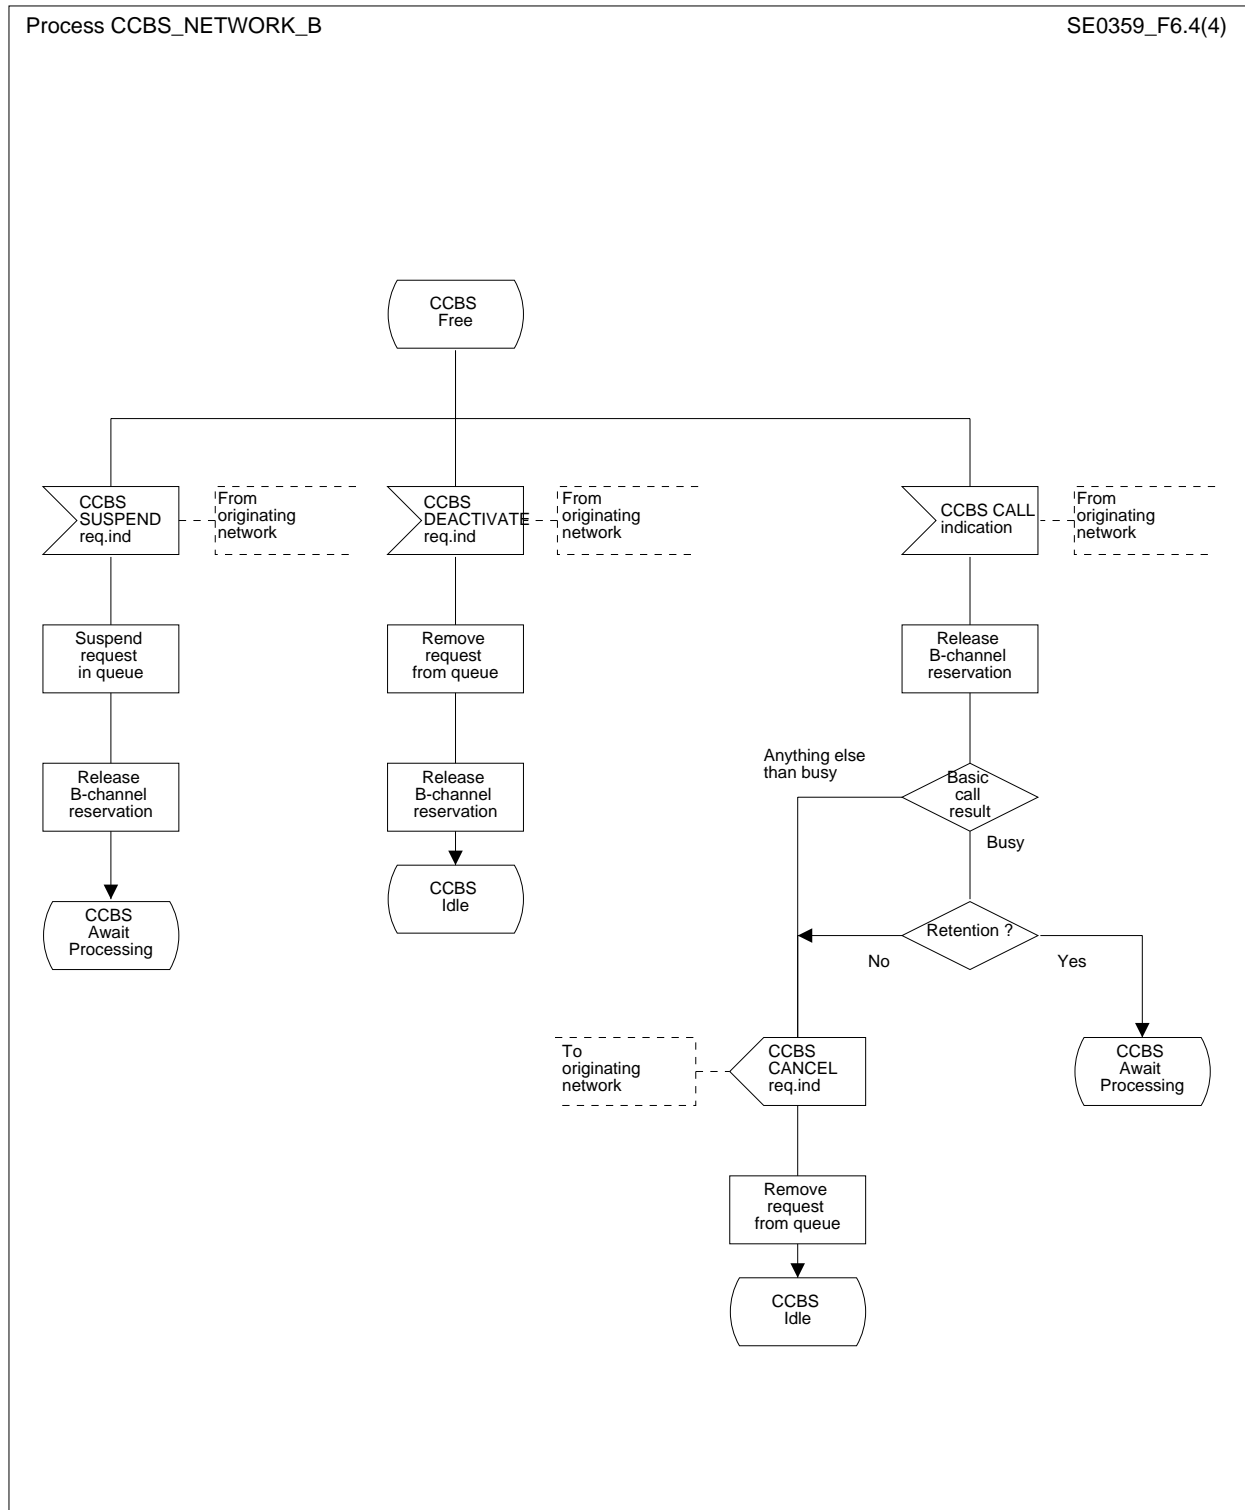 Process CCBS_NETWORK_B
SE0359_F6.4(4)
CCBS
Free
CCBS
SUSPEND
req.ind
From
originating
network
CCBS
DEACTIVATE
req.ind
From
originating
network
CCBS CALL
indication
From
originating
network
Suspend
request
in queue
Remove
request
from queue
Release
B-channel
reservation
Release
B-channel
reservation
Release
B-channel
reservation
Anything else
than busy
Basic
call
result
Busy
CCBS
Await
Processing
CCBS
Idle
Retention ?
No
Yes
To
originating
network
CCBS
CANCEL
req.ind
CCBS
Await
Processing
Remove
request
from queue
CCBS
Idle